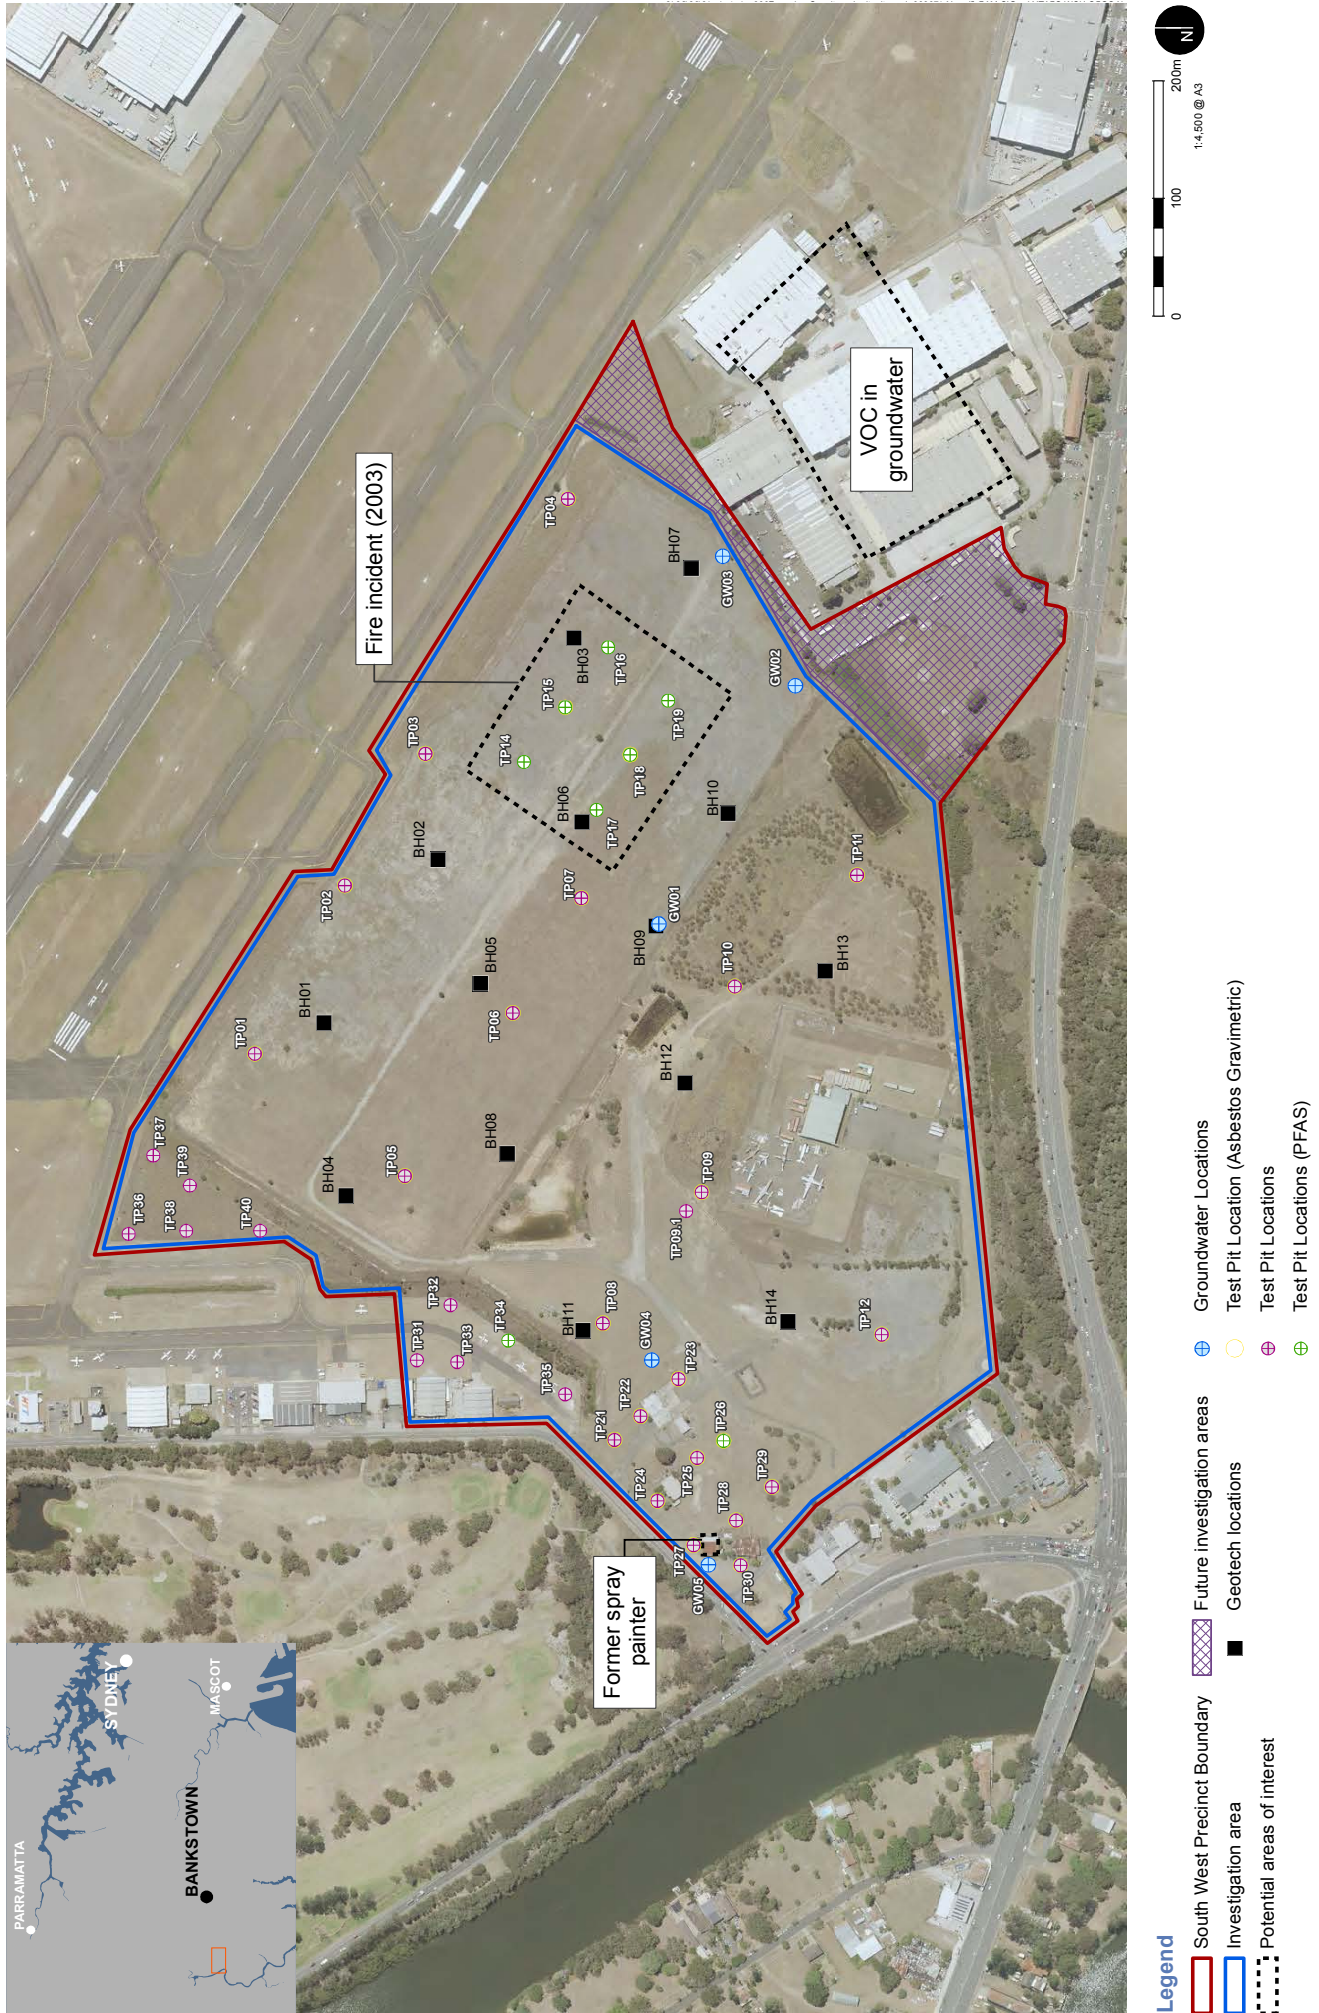 PARRAMATTA
SYDNEY
BANKSTOWN
MASCOT
Fire incident (2003)
VOC in
groundwater
Former spray
painter
TP36
TP37
TP38
TP39
TP40
TP01
TP02
TP03
TP04
TP05
TP06
TP07
TP08
TP09
TP09.1
TP10
TP11
TP12
TP14
TP15
TP16
TP17
TP18
TP19
TP21
TP22
TP23
TP24
TP25
TP26
TP27
TP28
TP29
TP30
TP31
TP32
TP33
TP34
TP35
BH01
BH02
BH03
BH04
BH05
BH06
BH07
BH08
BH09
BH10
BH11
BH12
BH13
BH14
GW01
GW02
GW03
GW04
GW05
29
N
0
100
200m
1:4,500 @ A3
Legend
South West Precinct Boundary
Investigation area
Potential areas of interest
Future investigation areas
Geotech locations
Groundwater Locations
Test Pit Location (Asbestos Gravimetric)
Test Pit Locations
Test Pit Locations (PFAS)